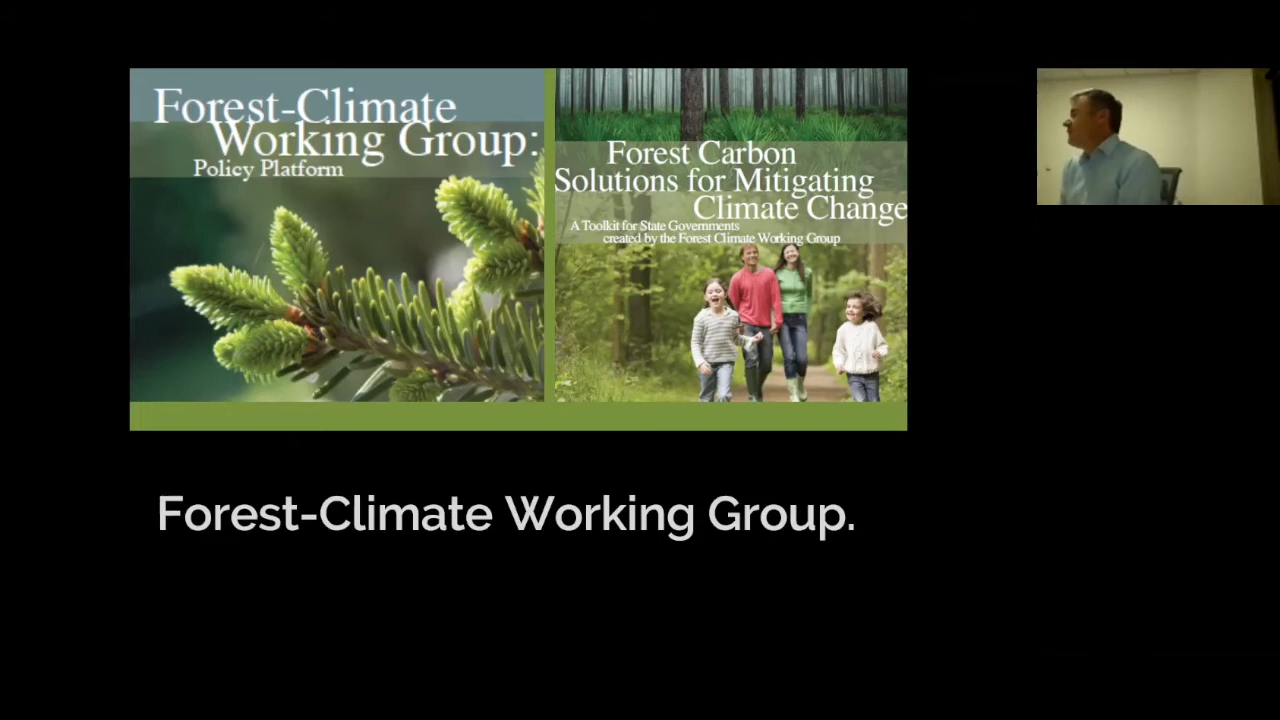 Forest-Climate
Working Group:
Policy Platform
Forest Carbon
Solutions for Mitigating
Climate Change
A Toolkit for State Governments
created by the Forest Climate Working Group
Forest-Climate Working Group.